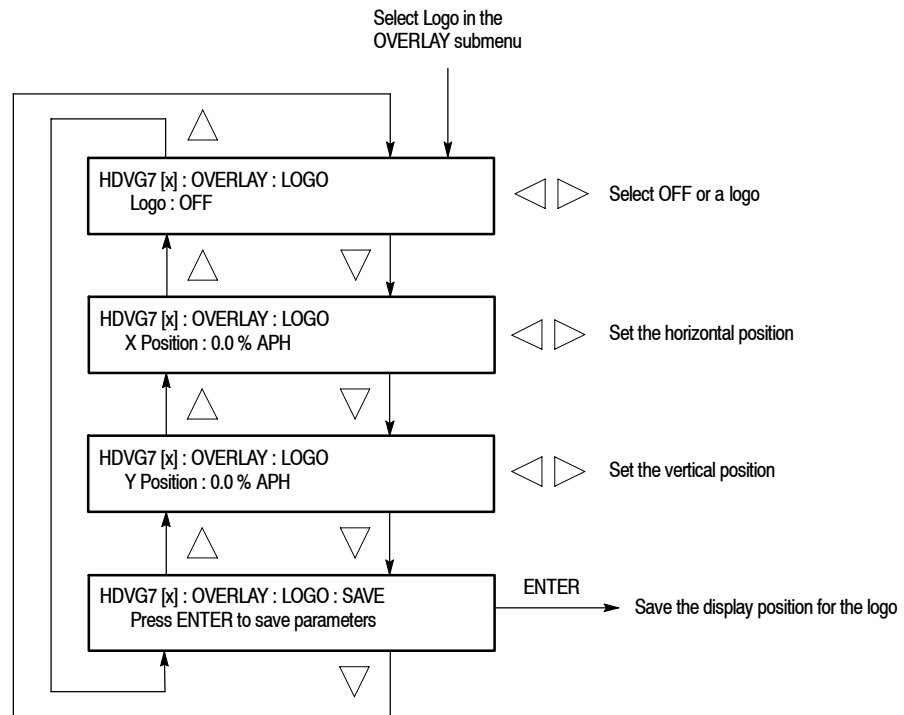 Select Logo in the
OVERLAY submenu
HDVG7 [x] : OVERLAY : LOGO
Logo : OFF
Select OFF or a logo
HDVG7 [x] : OVERLAY : LOGO
X Position : 0.0 % APH
Set the horizontal position
HDVG7 [x] : OVERLAY : LOGO
Y Position : 0.0 % APH
Set the vertical position
HDVG7 [x] : OVERLAY : LOGO : SAVE
Press ENTER to save parameters
ENTER
Save the display position for the logo